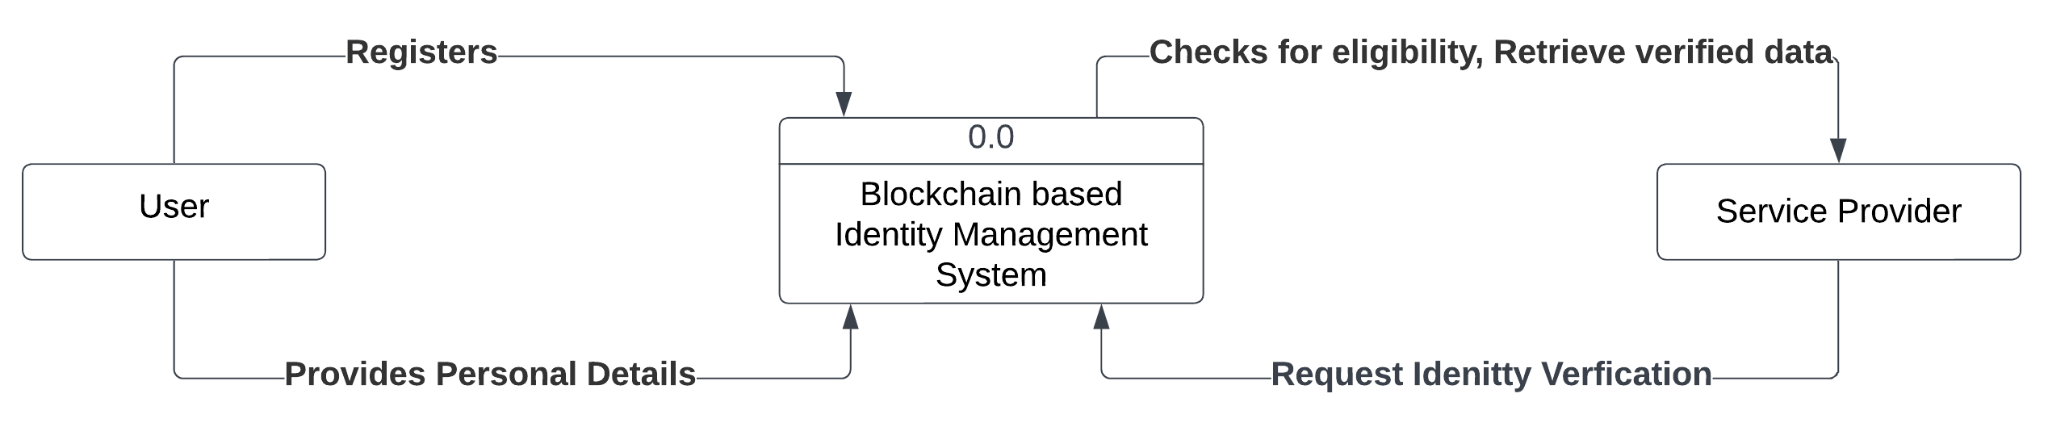 Registers
Checks for eligibility, Retrieve verified data
0.0
User
Blockchain based
Identity Management
System
Service Provider
Provides Personal Details
Request Idenitty Verfication